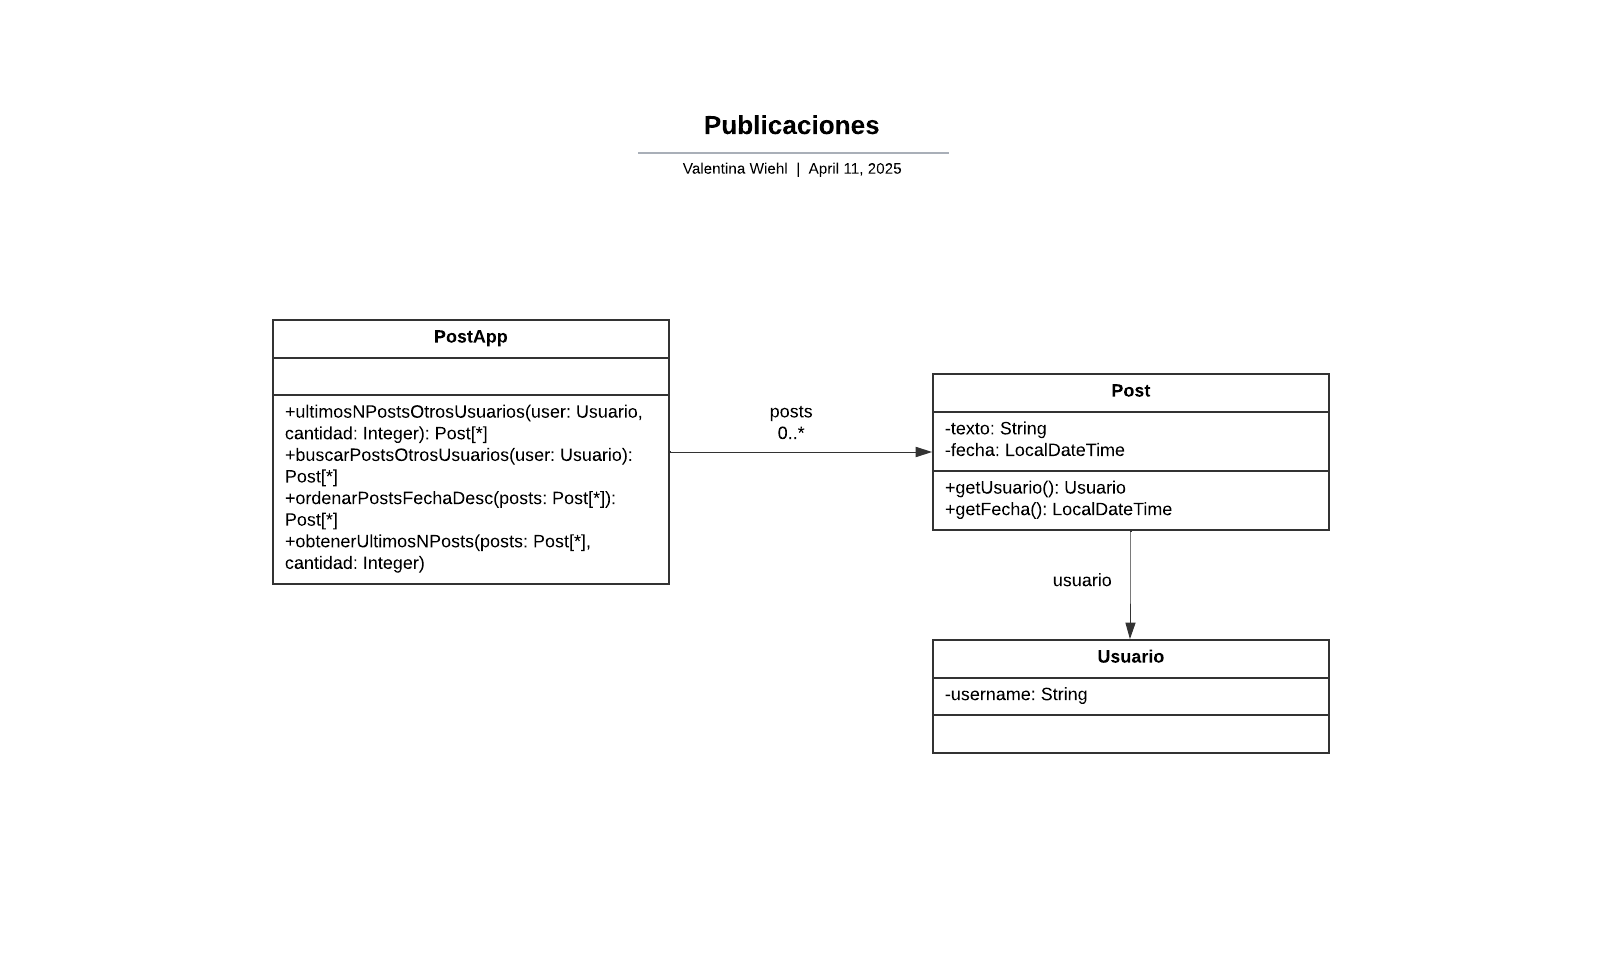 Publicaciones
Valentina Wiehl | April 11, 2025
PostApp
+ultimosNPostsOtrosUsuarios(user: Usuario,
cantidad: Integer): Post[*]
+buscarPostsOtrosUsuarios(user: Usuario):
Post[*]
+ordenarPostsFechaDesc(posts: Post[*]):
Post[*]
+obtenerUltimosNPosts(posts: Post[*],
cantidad: Integer)
posts
0..*
Post
-texto: String
-fecha: LocalDateTime
+getUsuario(): Usuario
+getFecha(): LocalDateTime
usuario
Usuario
-username: String